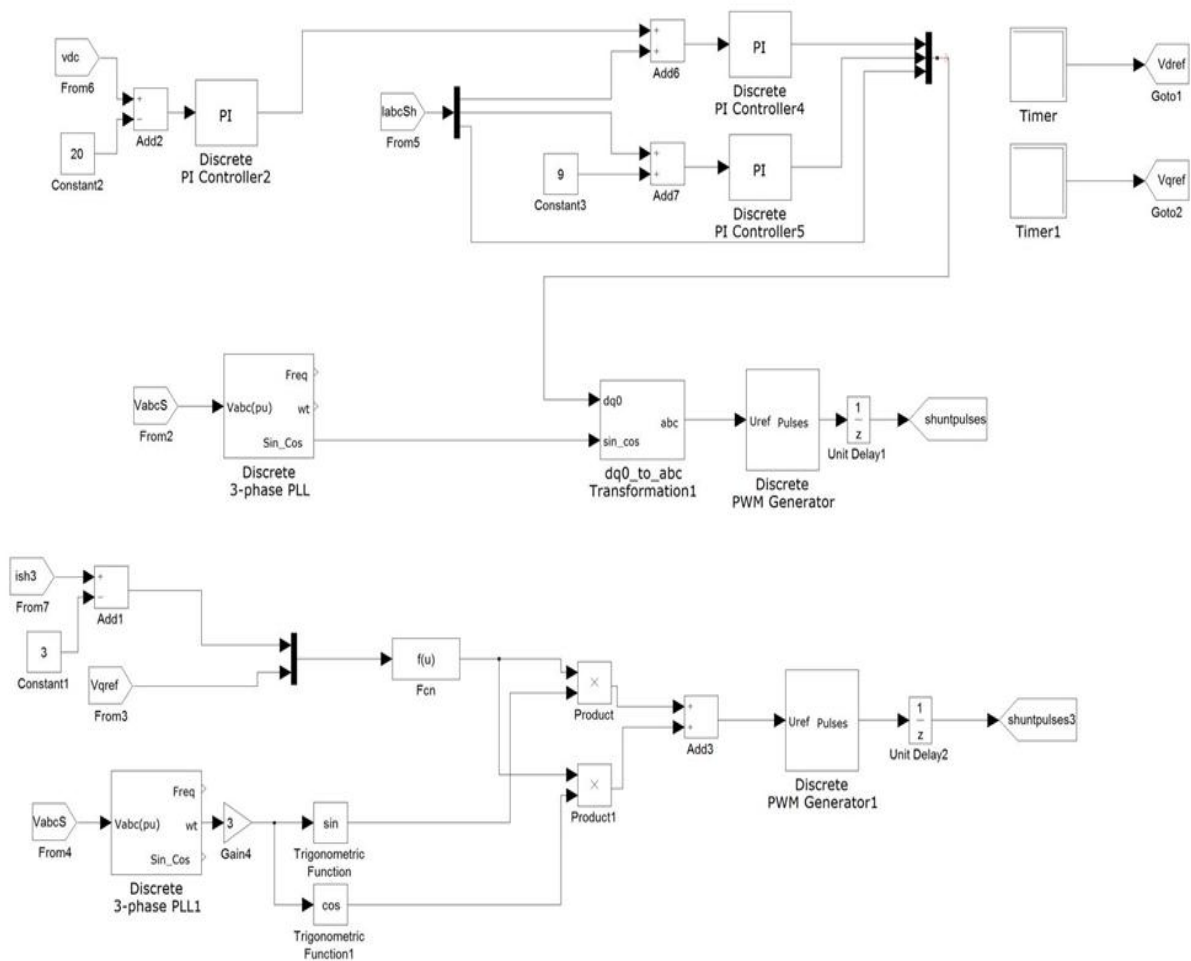 vdc
From6
20
Constant2
+
−
Add2
PI
Discrete
PI Controller2
IabcSh
From5
+
+
Add6
PI
Discrete
PI Controller4
9
Constant3
+
+
Add7
PI
Discrete
PI Controller5
Timer
Vdref
Goto1
Timer1
Vqref
Goto2
VabcS
From2
Freq
Vabc(pu)
wt
Sin_Cos
Discrete
3-phase PLL
dq0
abc
sin_cos
dq0_to_abc
Transformation1
Uref Pulses
Discrete
PWM Generator
1
z
Unit Delay1
shuntpulses
ish3
From7
+
−
Add1
3
Constant1
Vqref
From3
f(u)
Fcn
×
Product
×
Product1
+
+
Add3
Uref Pulses
Discrete
PWM Generator1
1
z
Unit Delay2
shuntpulses3
VabcS
From4
Freq
Vabc(pu)
wt
Sin_Cos
Discrete
3-phase PLL1
3
Gain4
sin
Trigonometric
Function
cos
Trigonometric
Function1